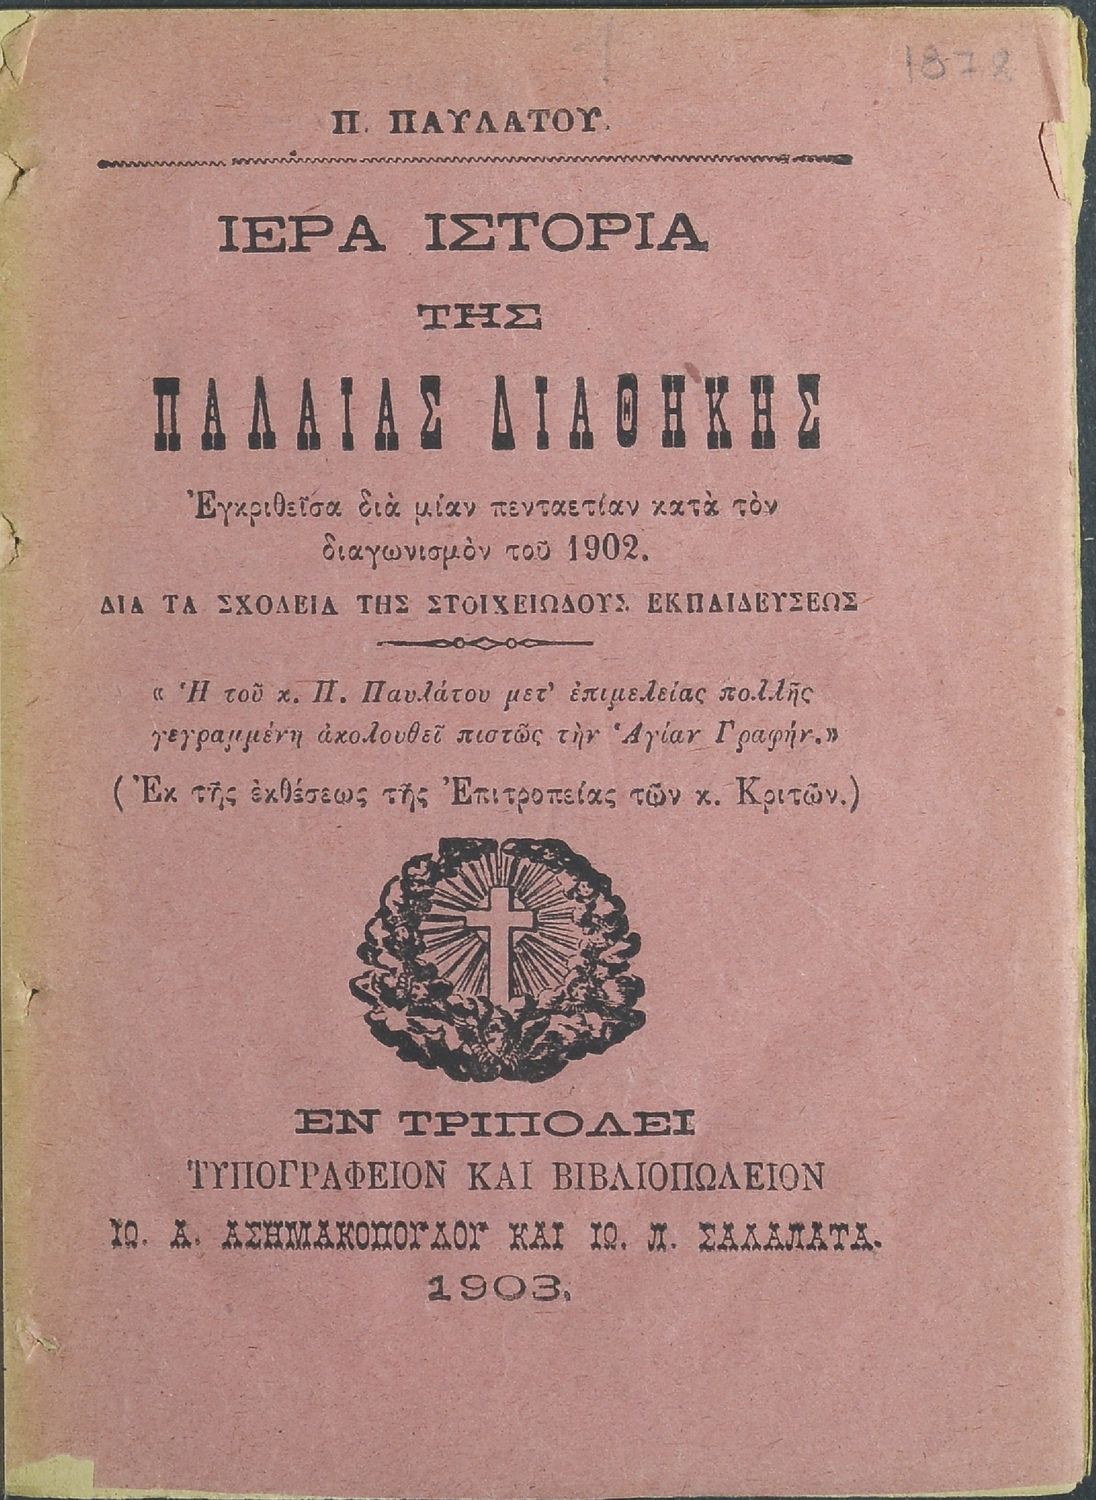 1872
Π. ΠΑΥΛΑΤΟΥ.
ΙΕΡΑ ΙΣΤΟΡΙΑ
ΤΗΣ
ΠΑΛΑΙΑΣ ΔΙΑΘΗΚΗΣ
Ἐγκριθεῖσα διὰ μίαν πενταετίαν κατὰ τὸν
διαγωνισμὸν τοῦ 1902.
ΔΙΑ ΤΑ ΣΧΟΛΕΙΑ ΤΗΣ ΣΤΟΙΧΕΙΩΔΟΥΣ ΕΚΠΑΙΔΕΥΣΕΩΣ
« Ἡ τοῦ κ. Π. Παυλάτου μετ' ἐπιμελείας πολλῆς
γεγραμμένη ἀκολουθεῖ πιστῶς τὴν Ἁγίαν Γραφήν.»
(Ἐκ τῆς ἐκθέσεως τῆς Ἐπιτροπείας τῶν κ. Κριτῶν.)
ΕΝ ΤΡΙΠΟΛΕΙ
ΤΥΠΟΓΡΑΦΕΙΟΝ ΚΑΙ ΒΙΒΛΙΟΠΩΛΕΙΟΝ
ΙΩ. Α. ΑΣΗΜΑΚΟΠΟΥΛΟΥ ΚΑΙ ΙΩ. Π. ΣΑΛΑΠΑΤΑ.
1903.